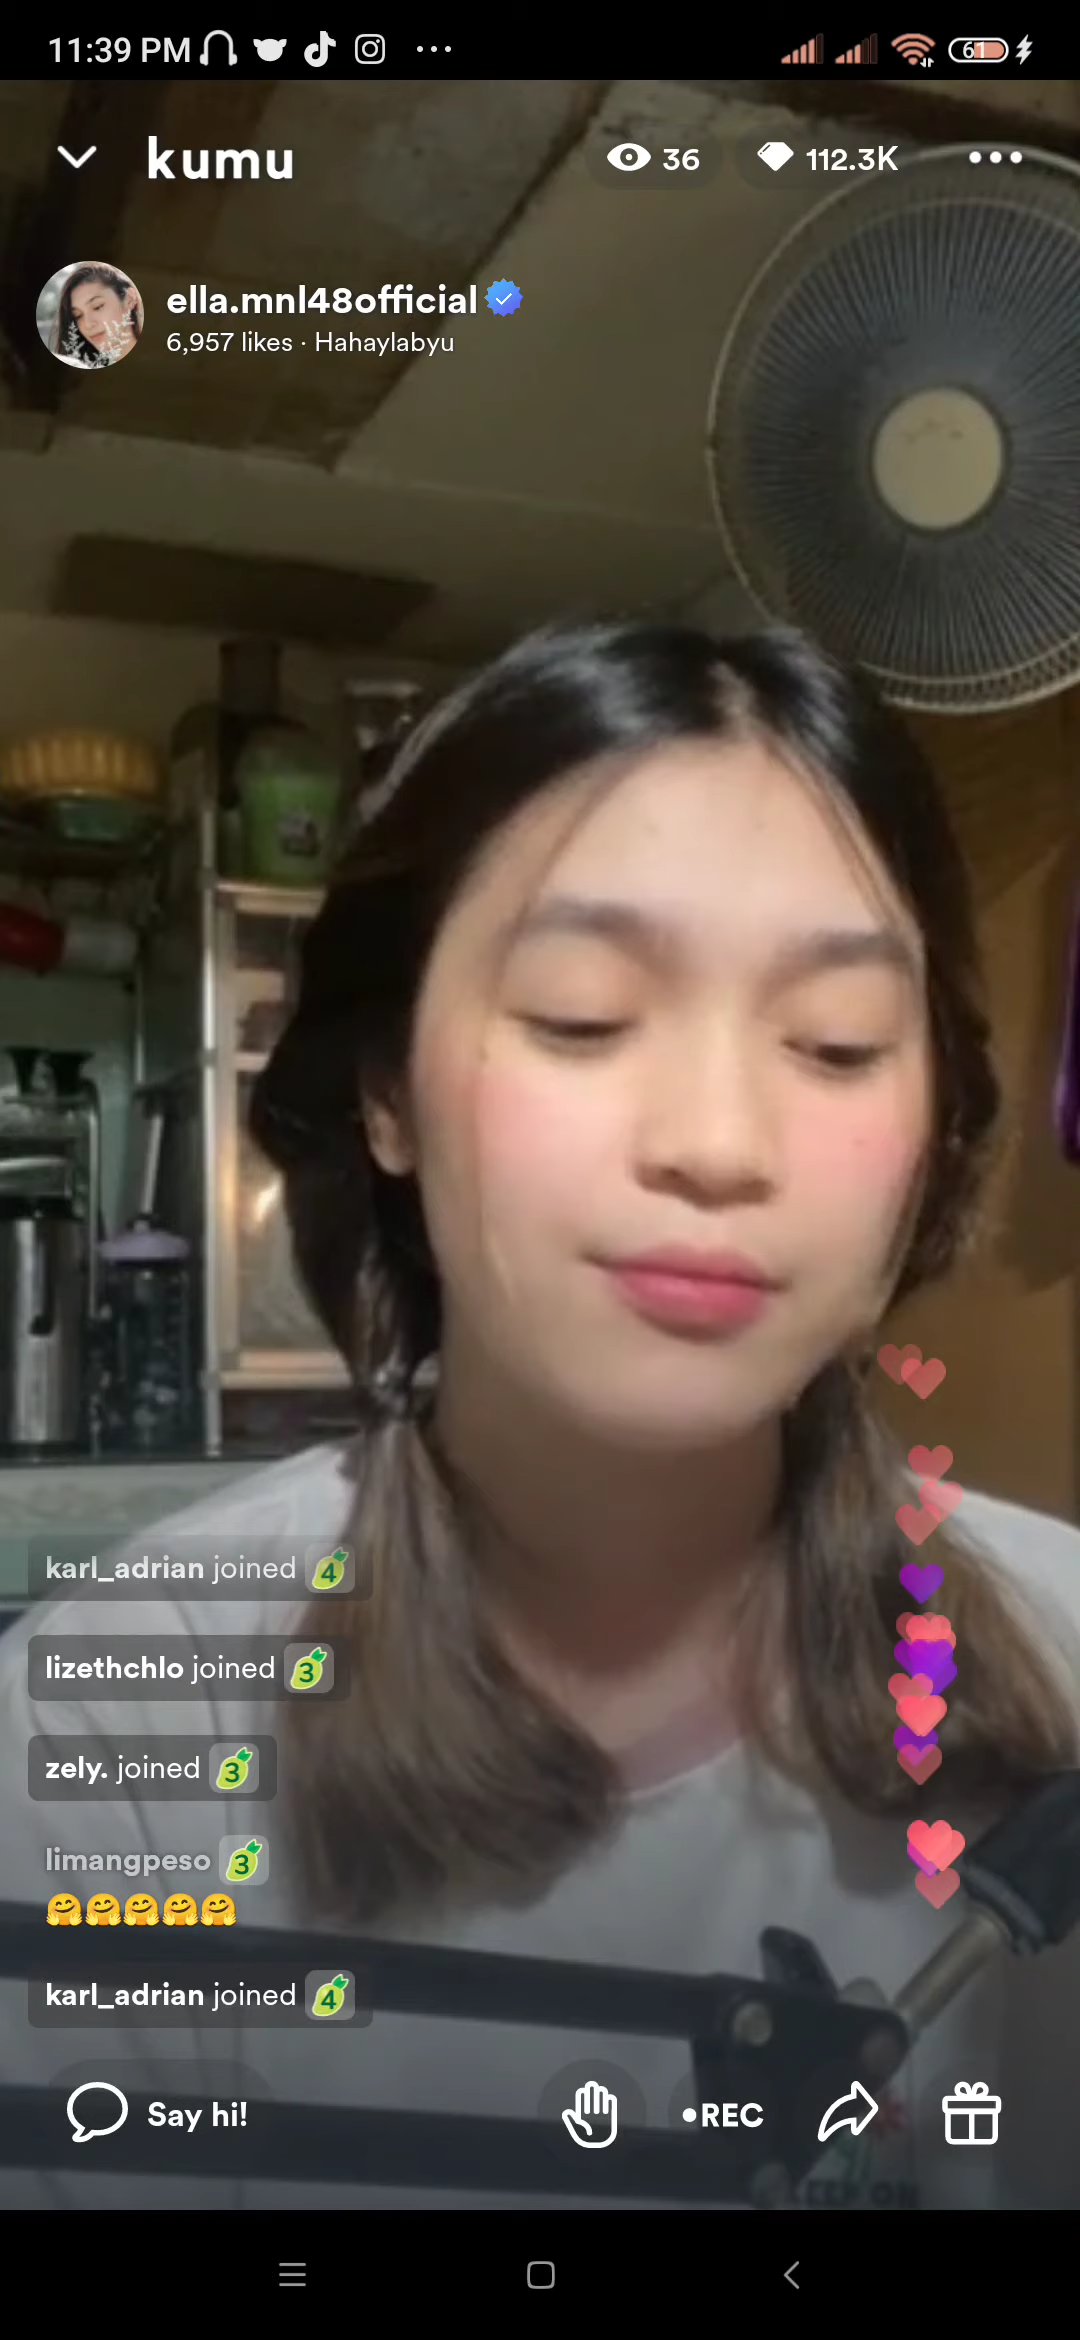 11:39 PM
61
kumu
36
112.3K
ella.mnl48official
6,957 likes · Hahaylabyu
karl_adrian joined 4
lizethchlo joined 3
zely. joined 3
limangpeso 3
🤗🤗🤗🤗🤗
karl_adrian joined 4
Say hi!
•REC